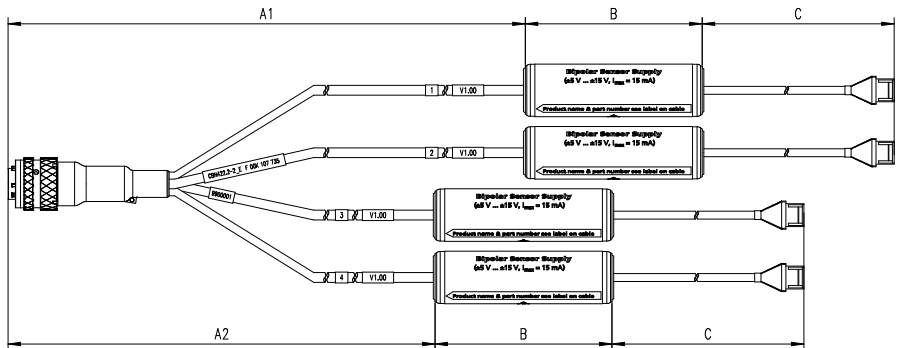 A1 B C
Bipolar Sensor Supply
(±5 V ... ±15 V, Imax = 15 mA)
1 V1.00
Product name & part number see label on cable
Bipolar Sensor Supply
(±5 V ... ±15 V, Imax = 15 mA)
2 V1.00
Product name & part number see label on cable
F 00K 107 735
9900001
Bipolar Sensor Supply
(±5 V ... ±15 V, Imax = 15 mA)
3 V1.00
Product name & part number see label on cable
Bipolar Sensor Supply
(±5 V ... ±15 V, Imax = 15 mA)
4 V1.00
Product name & part number see label on cable
A2 B C